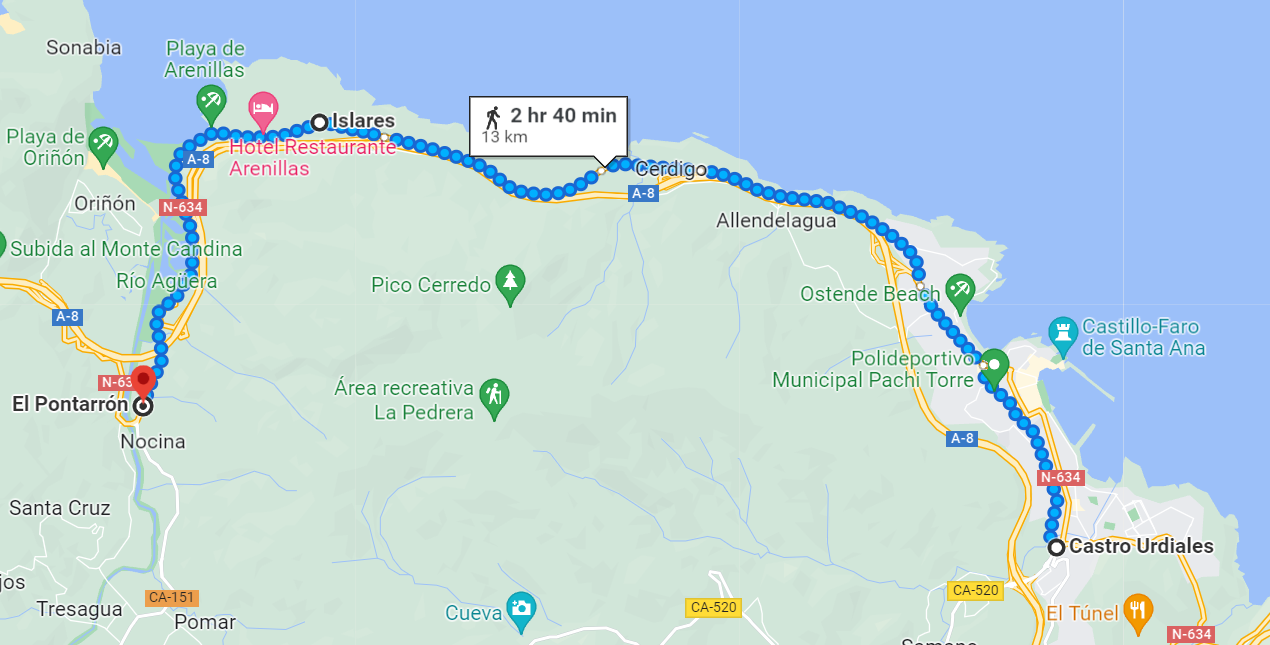 Sonabia
Playa de
Arenillas
Islares
2 hr 40 min
13 km
Playa de
Oriñón
Hotel Restaurante
Arenillas
A-8
Cerdigo
A-8
Oriñón
N-634
Allendelagua
Subida al Monte Candina
Río Agüera
Pico Cerredo
Ostende Beach
A-8
Castillo-Faro
de Santa Ana
Polideportivo
Municipal Pachi Torre
N-63
El Pontarrón
Área recreativa
La Pedrera
Nocina
A-8
N-634
Santa Cruz
Castro Urdiales
jos
Tresagua
CA-151
Pomar
Cueva
CA-520
CA-520
El Túnel
N-634